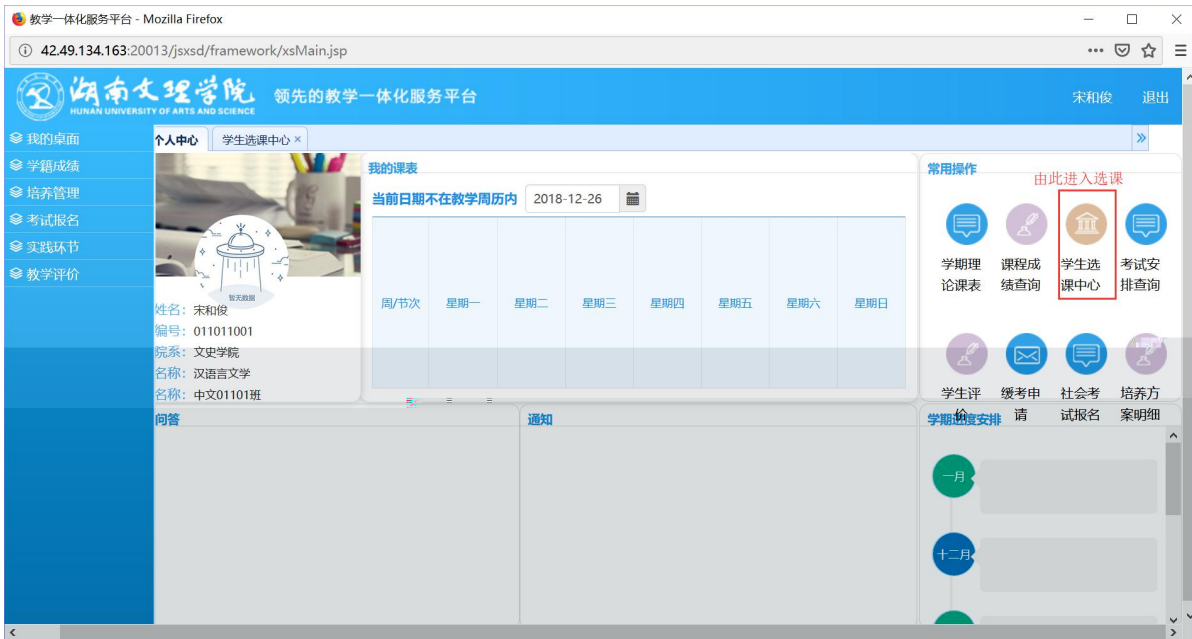 教学一体化服务平台 - Mozilla Firefox
42.49.134.163:20013/jsxsd/framework/xsMain.jsp
湖南文理学院
HUNAN UNIVERSITY OF ARTS AND SCIENCE
领先的教学一体化服务平台
宋和俊 退出
我的桌面
学籍成绩
培养管理
考试报名
实践环节
教学评价
个人中心 学生选课中心 ×
暂无数据
姓名：宋和俊
编号：011011001
院系：文史学院
名称：汉语言文学
名称：中文01101班
我的课表
当前日期不在教学周历内 2018-12-26
周/节次 星期一 星期二 星期三 星期四 星期五 星期六 星期日
常用操作
由此进入选课
学期理 课程成 学生选 考试安
论课表 绩查询 课中心 排查询
学生评 缓考申 社会考 培养方
价 请 试报名 案明细
问答
通知
学期进度安排
一月
十二月